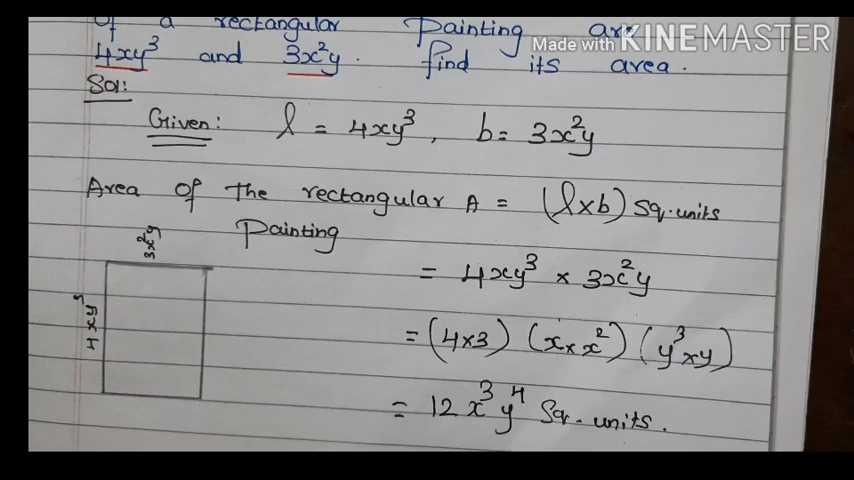 of a rectangular Painting are
Made with KINEMASTER
4xy³ and 3x²y. find its area.
Sol:
Given: l = 4xy³, b = 3x²y
Area of the rectangular A = (l×b) Sq. units
Painting
3x²y
= 4xy³ × 3x²y
4xy³
= (4×3) (x×x²) (y³×y)
= 12x³y⁴ Sq. units.